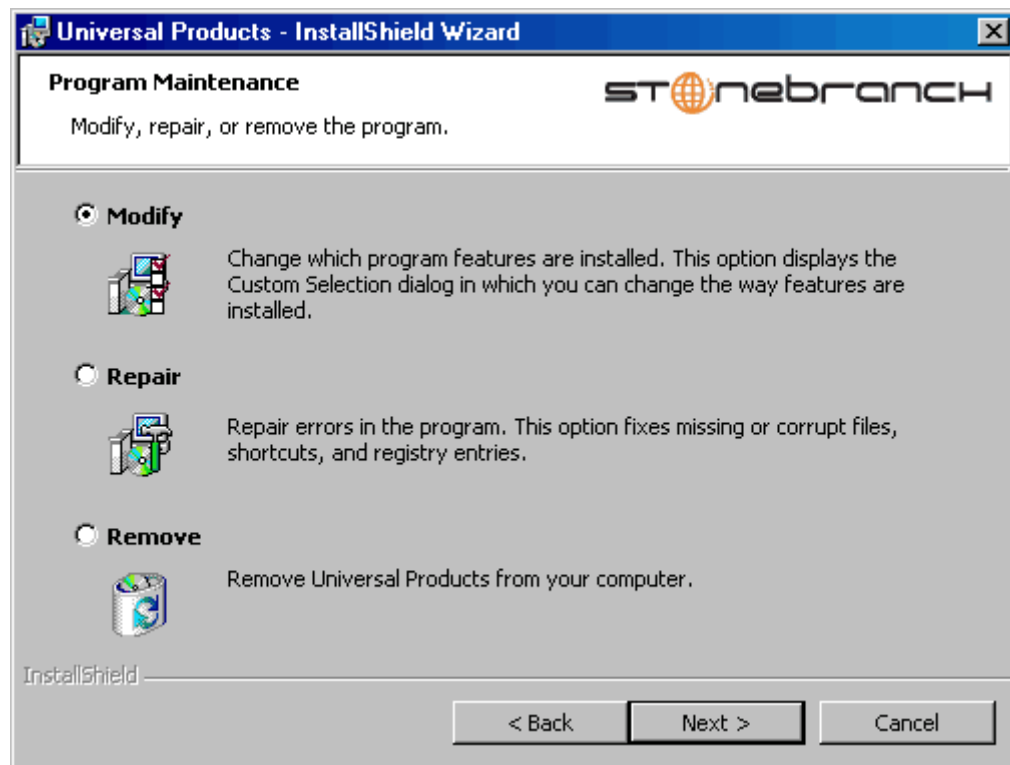 Universal Products - InstallShield Wizard
Program Maintenance
STonebranch
Modify, repair, or remove the program.
Modify
Change which program features are installed. This option displays the
Custom Selection dialog in which you can change the way features are
installed.
Repair
Repair errors in the program. This option fixes missing or corrupt files,
shortcuts, and registry entries.
Remove
Remove Universal Products from your computer.
InstallShield
< Back
Next >
Cancel